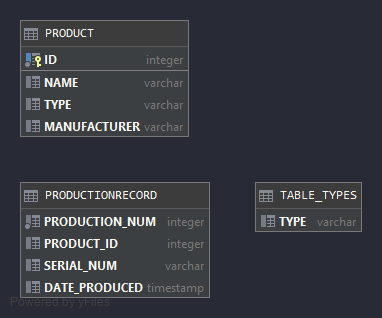 PRODUCT
ID integer
NAME varchar
TYPE varchar
MANUFACTURER varchar
PRODUCTIONRECORD
PRODUCTION_NUM integer
PRODUCT_ID integer
SERIAL_NUM varchar
DATE_PRODUCED timestamp
TABLE_TYPES
TYPE varchar
Powered by yFiles